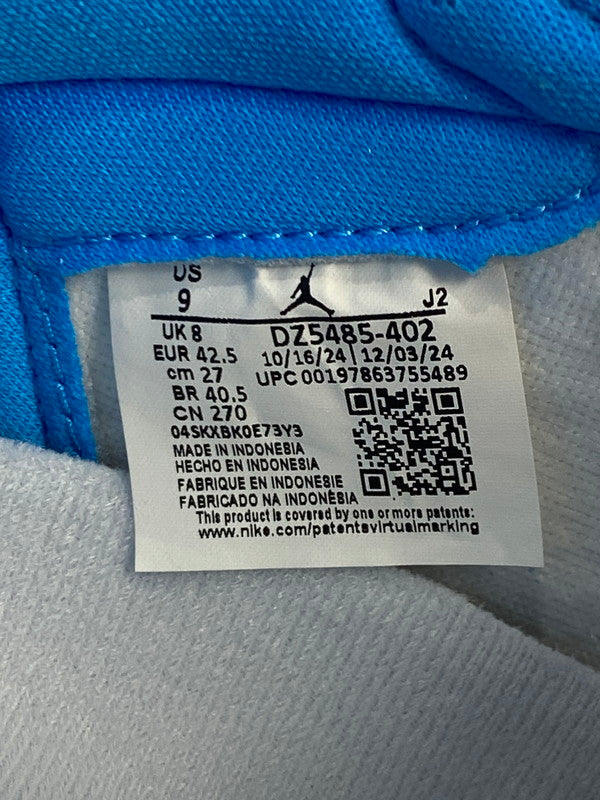 US
9
J2
UK 8
DZ5485-402
EUR 42.5
10/16/24 | 12/03/24
cm 27
UPC 00197863755489
BR 40.5
CN 270
04SKXBK0E73Y3
MADE IN INDONESIA
HECHO EN INDONESIA
FABRIQUE EN INDONESIE
FABRICADO NA INDONÉSIA
This product is covered by one or more patents:
www.nike.com/patentsvirtualmarking